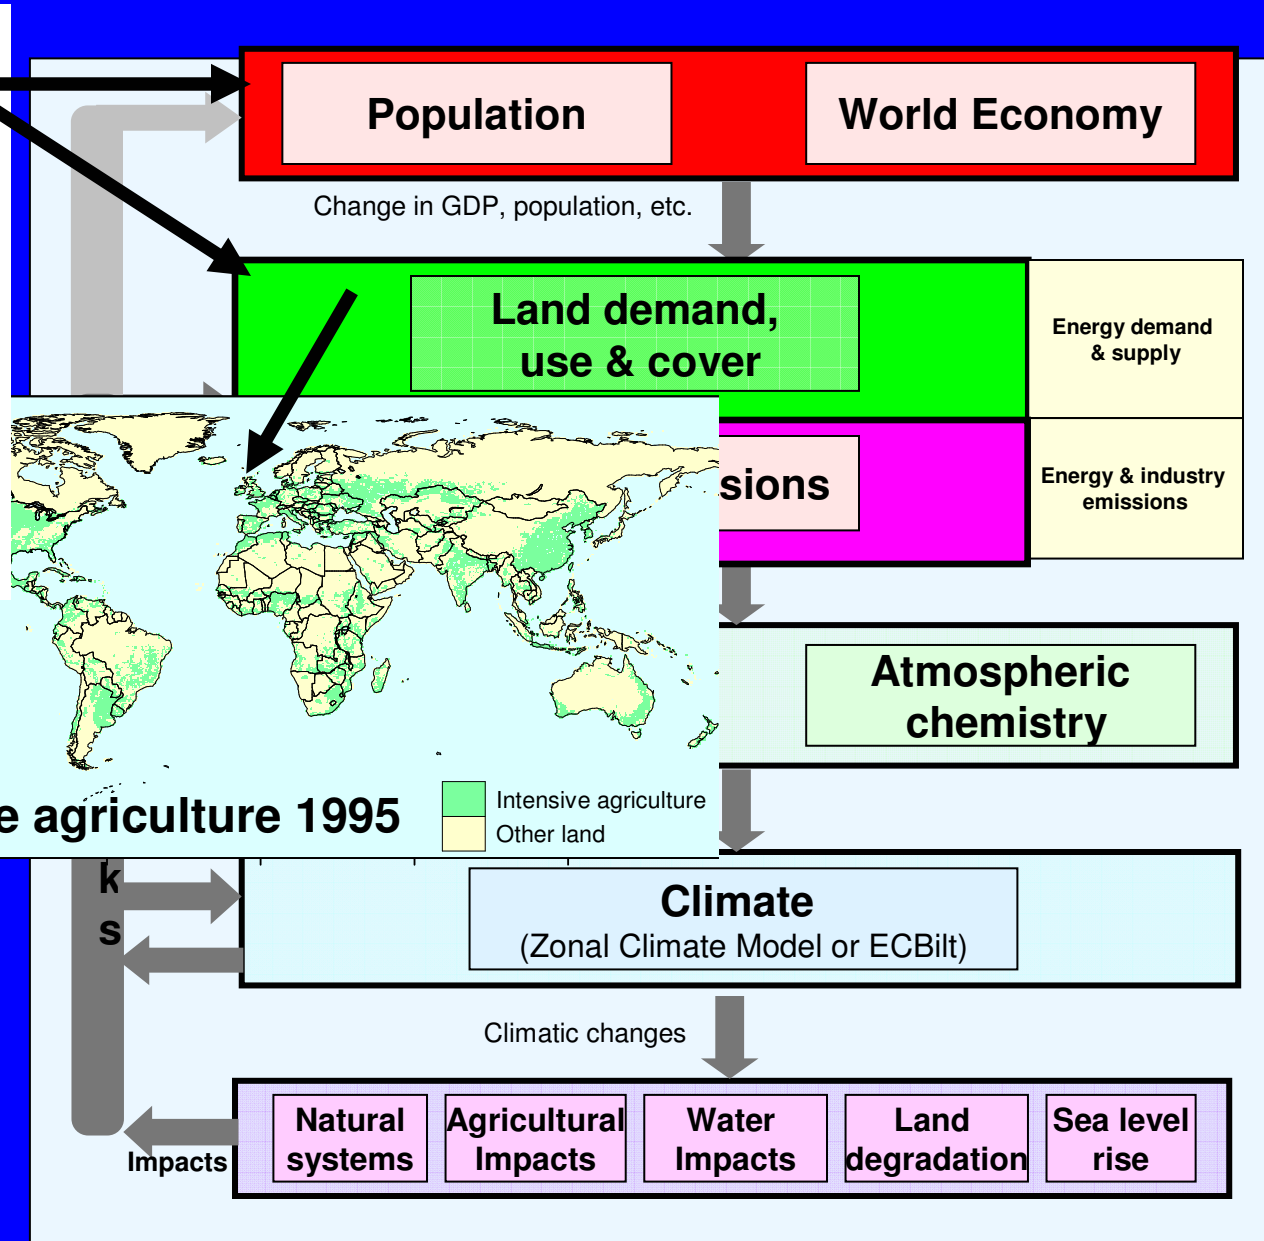 Population
World Economy
Change in GDP, population, etc.
Land demand,
use & cover
Energy demand
& supply
sions
Energy & industry
emissions
Atmospheric
chemistry
e agriculture 1995
Intensive agriculture
Other land
k
s
Climate
(Zonal Climate Model or ECBilt)
Climatic changes
Natural
systems
Agricultural
Impacts
Water
Impacts
Land
degradation
Sea level
rise
Impacts